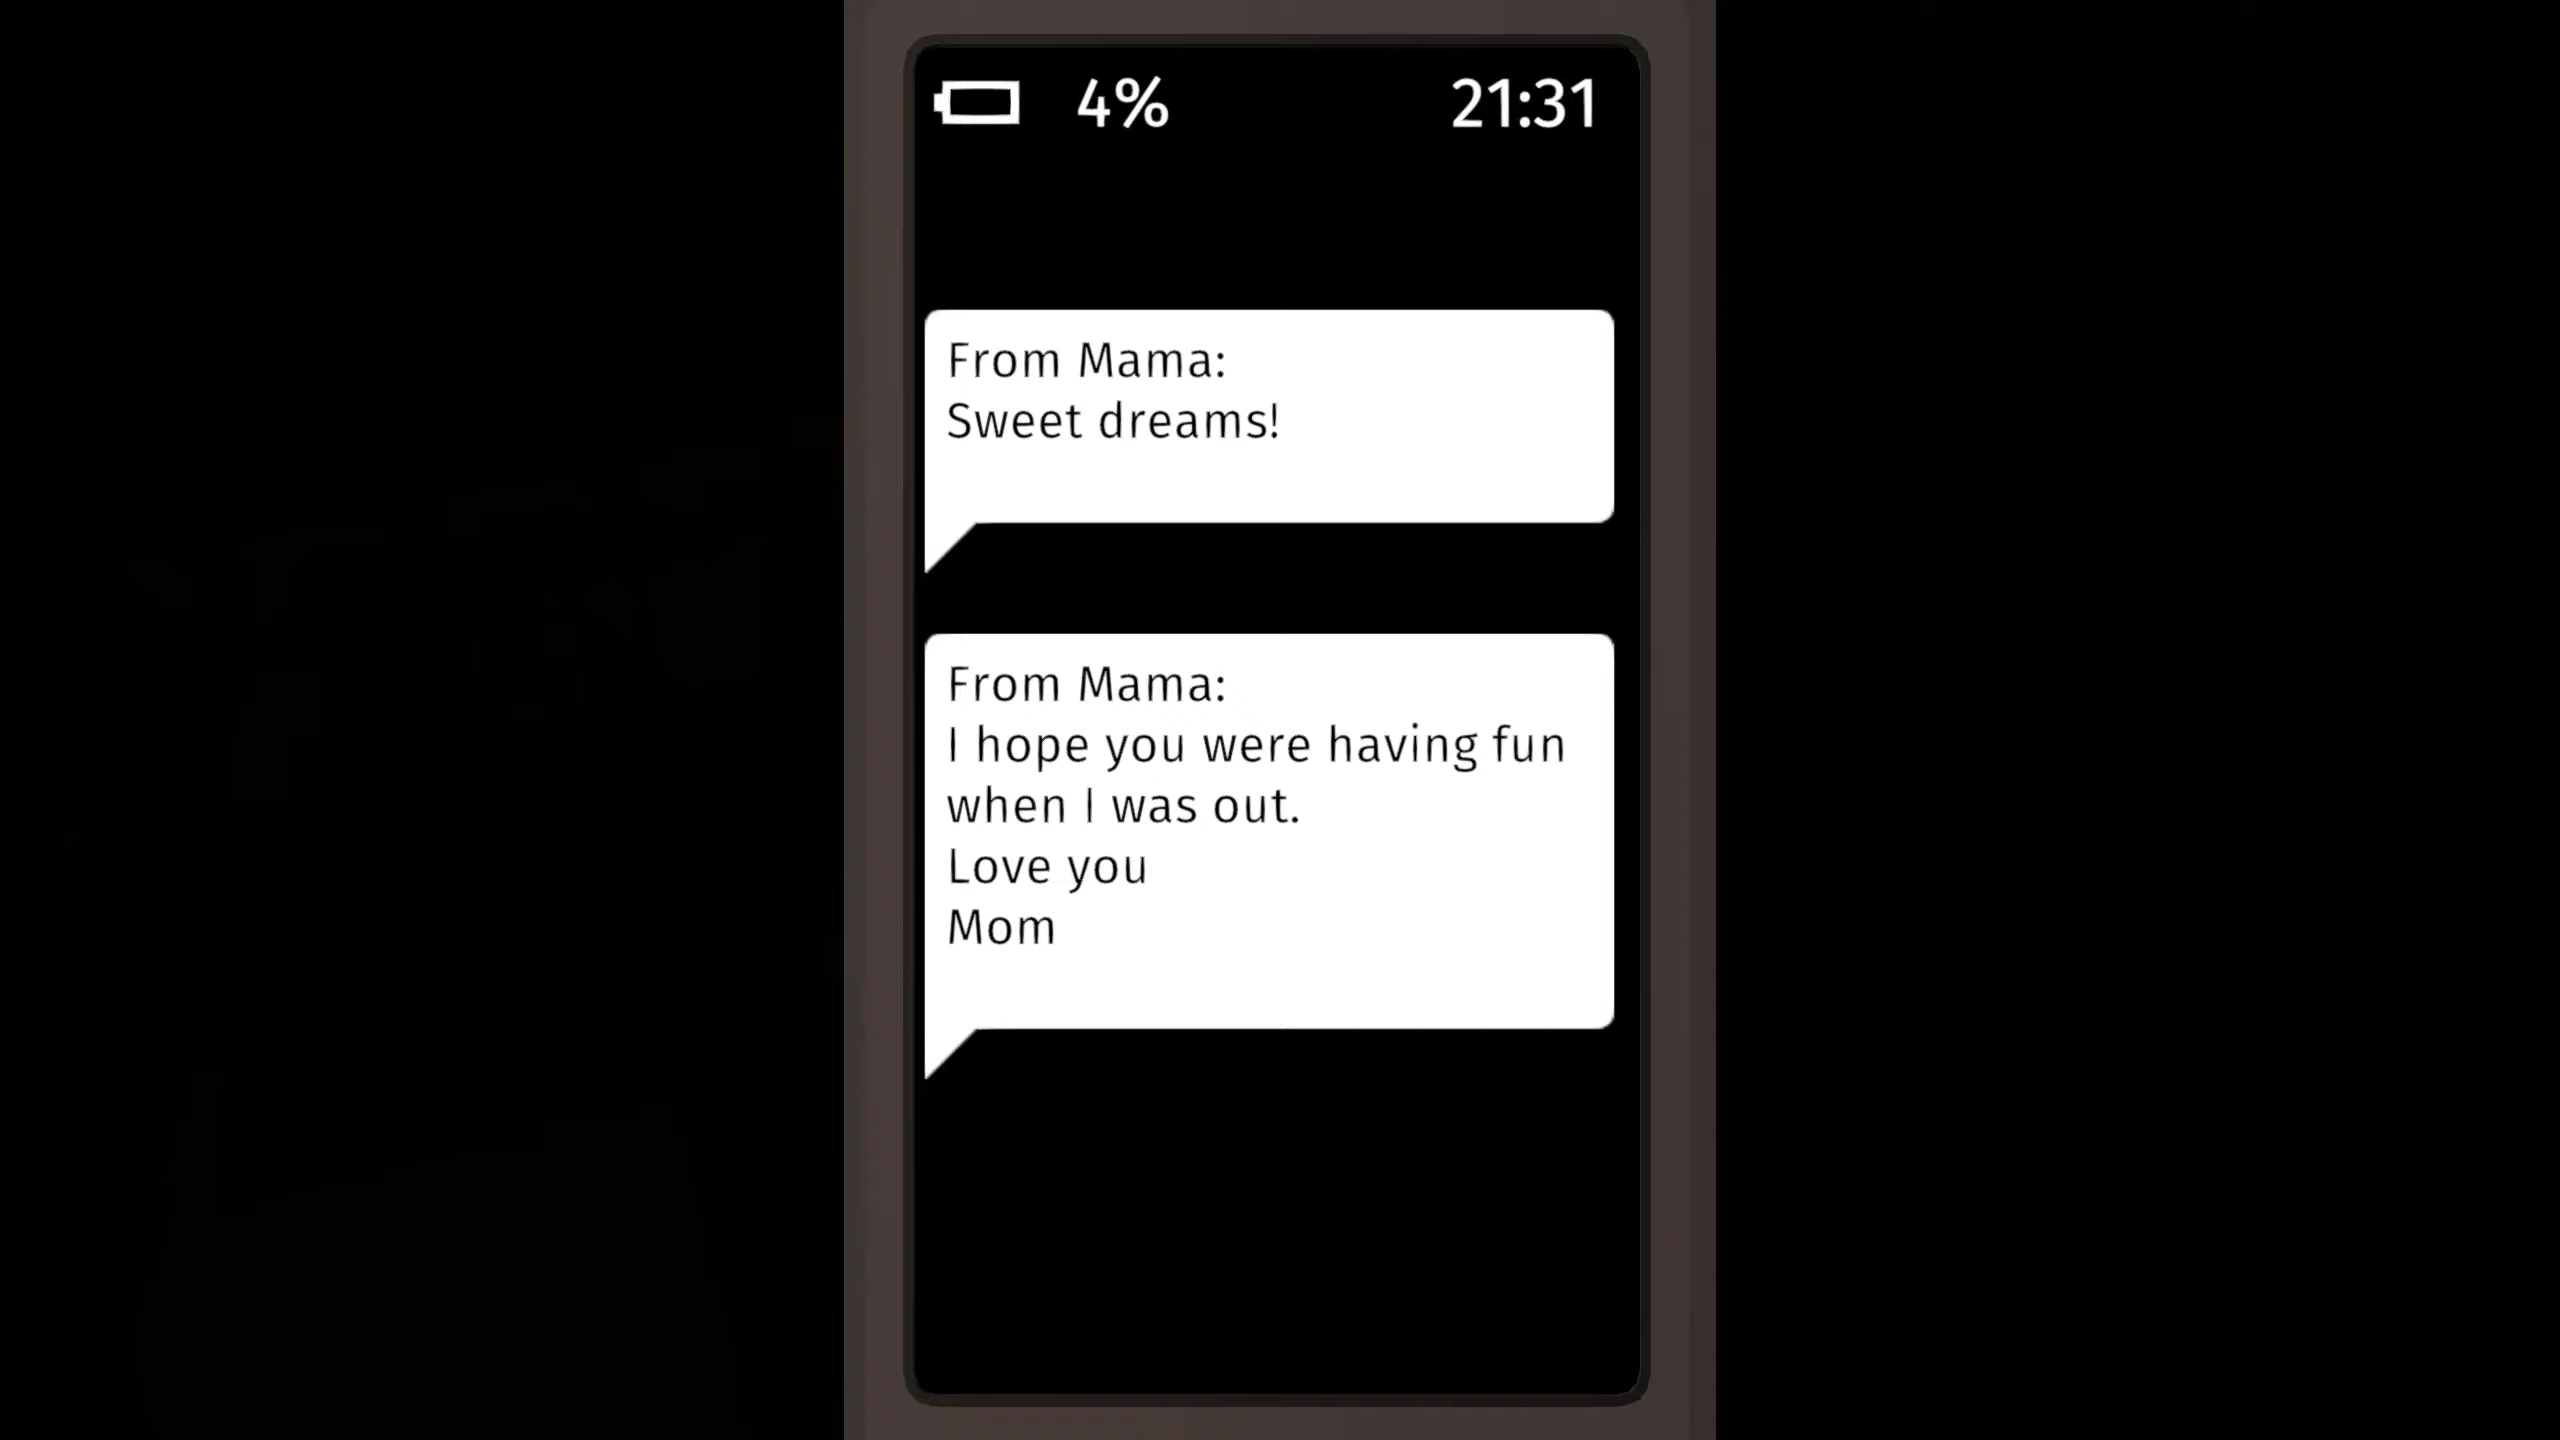 4% 21:31
From Mama:
Sweet dreams!
From Mama:
I hope you were having fun
when I was out.
Love you
Mom